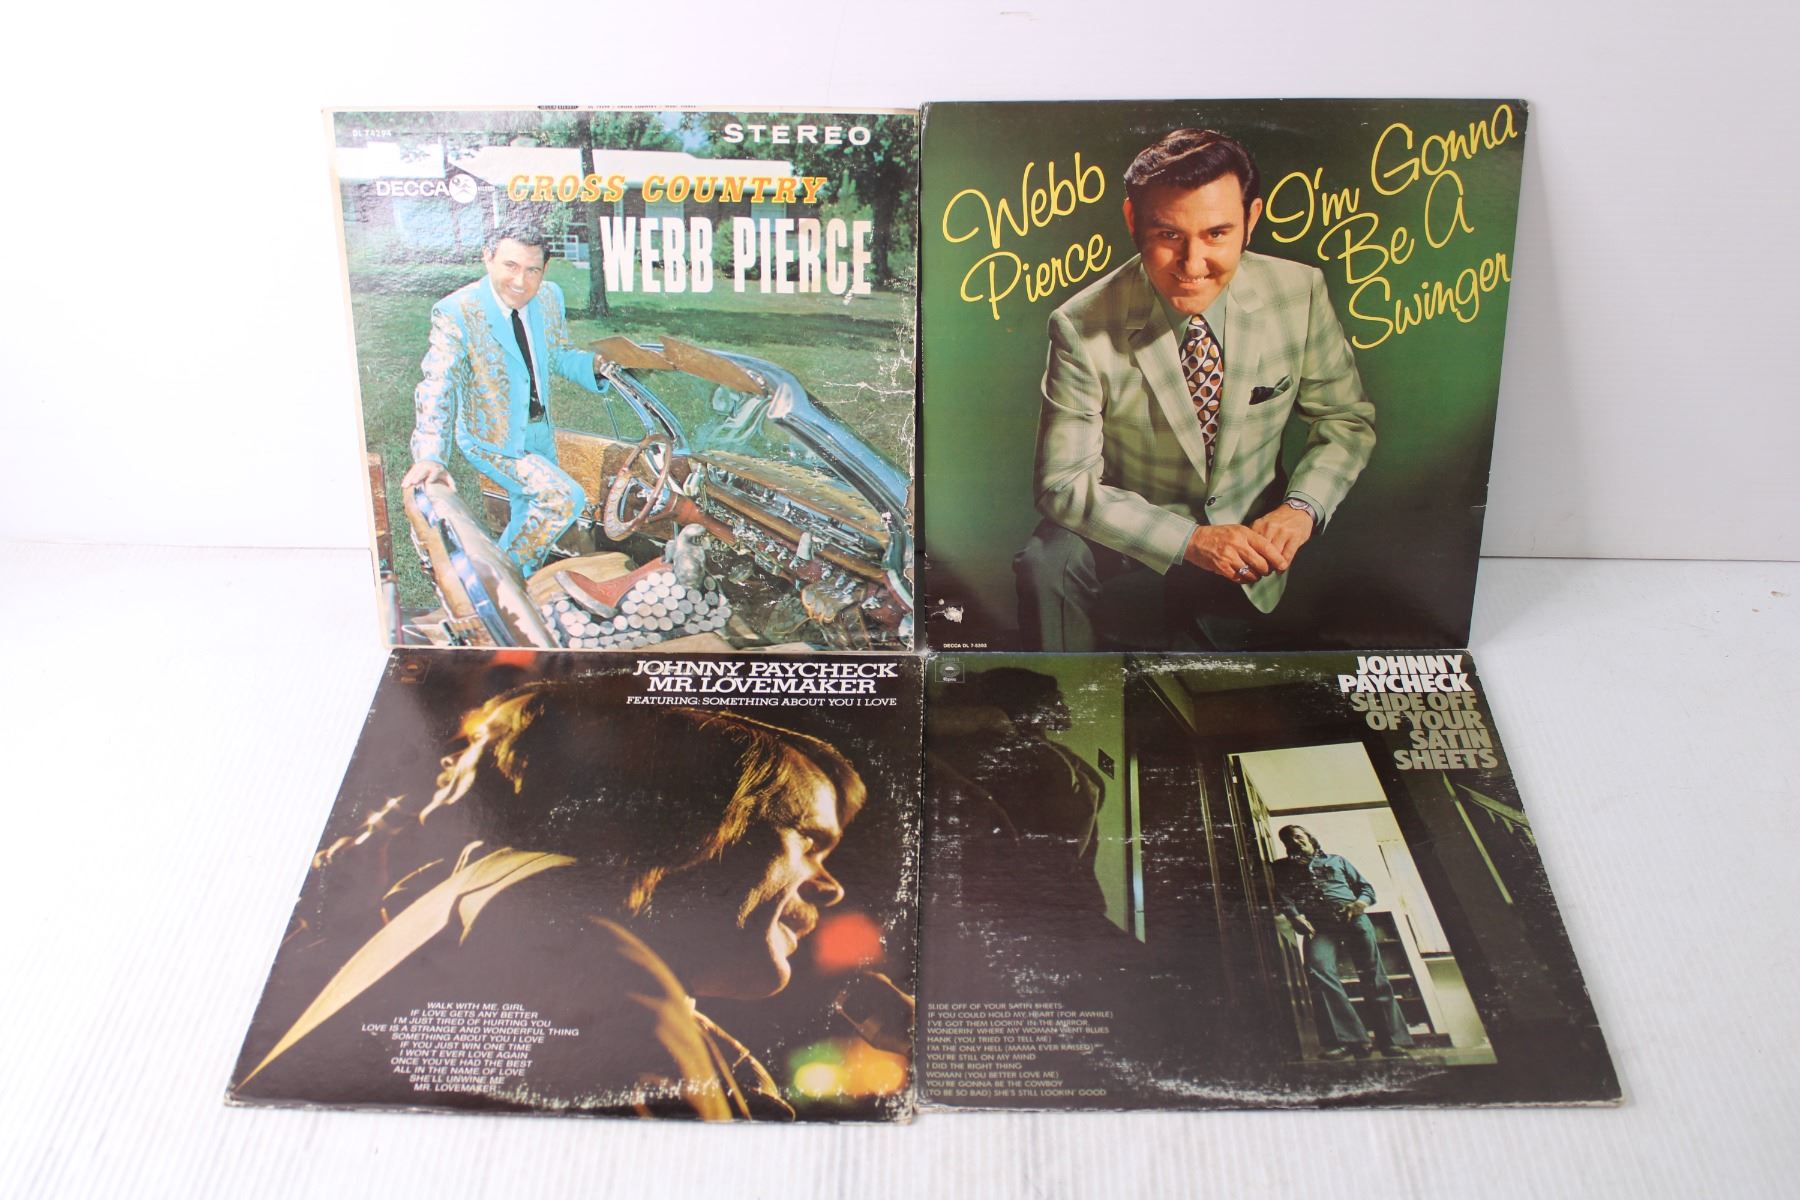 DL 74294
STEREO
DECCA
CROSS COUNTRY
WEBB PIERCE
Webb
Pierce
I'm Gonna
Be A
Swinger
DECCA DL 7-5393
JOHNNY PAYCHECK
MR. LOVEMAKER
FEATURING: SOMETHING ABOUT YOU I LOVE
WALK WITH ME, GIRL
IF LOVE GETS ANY BETTER
I'M JUST TIRED OF HURTING YOU
LOVE IS A STRANGE AND WONDERFUL THING
SOMETHING ABOUT YOU I LOVE
IF YOU JUST WIN ONE TIME
I WON'T EVER LOVE AGAIN
ONCE YOU'VE HAD THE BEST
ALL IN THE NAME OF LOVE
SHE'LL UNWINE ME
MR. LOVEMAKER
Epic
JOHNNY
PAYCHECK
SLIDE OFF
OF YOUR
SATIN
SHEETS
SLIDE OFF OF YOUR SATIN SHEETS
IF YOU COULD HOLD MY HEART (FOR AWHILE)
I'VE GOT THEM LOOKIN' IN THE MIRROR,
WONDERIN' WHERE MY WOMAN WENT BLUES
HANK (YOU TRIED TO TELL ME)
I'M THE ONLY HELL (MAMA EVER RAISED)
YOU'RE STILL ON MY MIND
I DID THE RIGHT THING
WOMAN (YOU BETTER LOVE ME)
YOU'RE GONNA BE THE COWBOY
(TO BE SO BAD) SHE'S STILL LOOKIN' GOOD